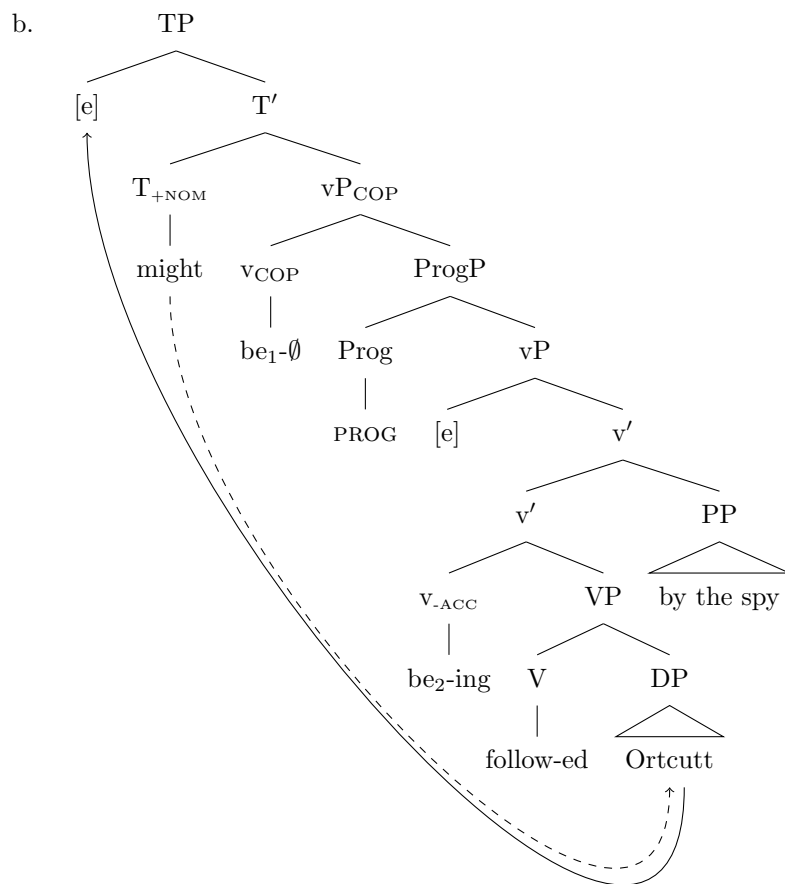 b. TP
[e] T′
T+NOM vPCOP
might vCOP ProgP
be1-∅ Prog vP
PROG [e] v′
v′ PP
v-ACC VP by the spy
be2-ing V DP
follow-ed Ortcutt